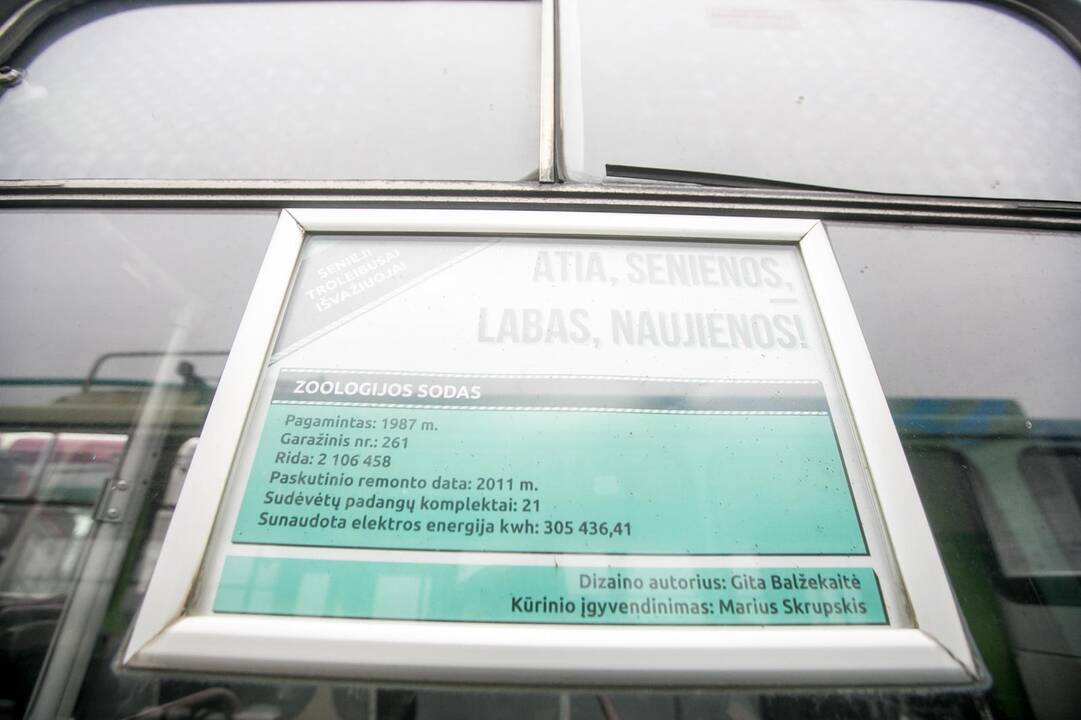 SENIEJI
TROLEIBUSAI
IŠVAŽIUOJA!
ATIA, SENIENOS,
LABAS, NAUJIENOS!
ZOOLOGIJOS SODAS
Pagamintas: 1987 m.
Garažinis nr.: 261
Rida: 2 106 458
Paskutinio remonto data: 2011 m.
Sudėvėtų padangų komplektai: 21
Sunaudota elektros energija kwh: 305 436,41
Dizaino autorius: Gita Balžekaitė
Kūrinio įgyvendinimas: Marius Skrupskis